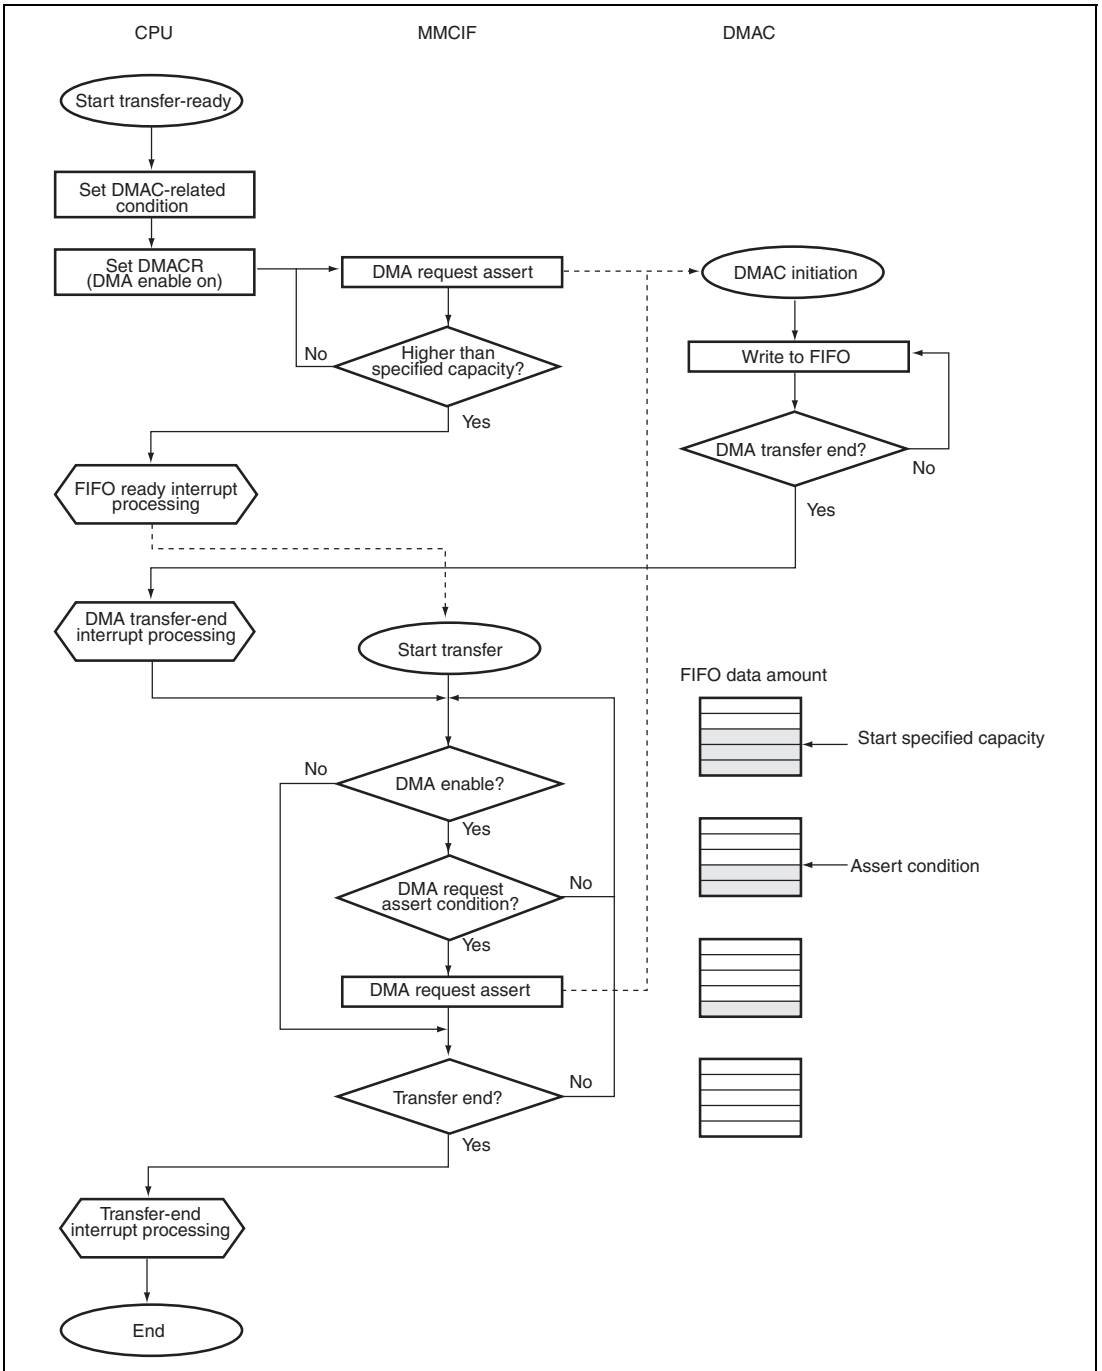 CPU
MMCIF
DMAC
Start transfer-ready
Set DMAC-related
condition
Set DMACR
(DMA enable on)
DMA request assert
DMAC initiation
No
Higher than
specified capacity?
Write to FIFO
Yes
DMA transfer end?
No
FIFO ready interrupt
processing
Yes
DMA transfer-end
interrupt processing
Start transfer
FIFO data amount
Start specified capacity
No
DMA enable?
Yes
Assert condition
DMA request
assert condition?
No
Yes
DMA request assert
Transfer end?
No
Yes
Transfer-end
interrupt processing
End